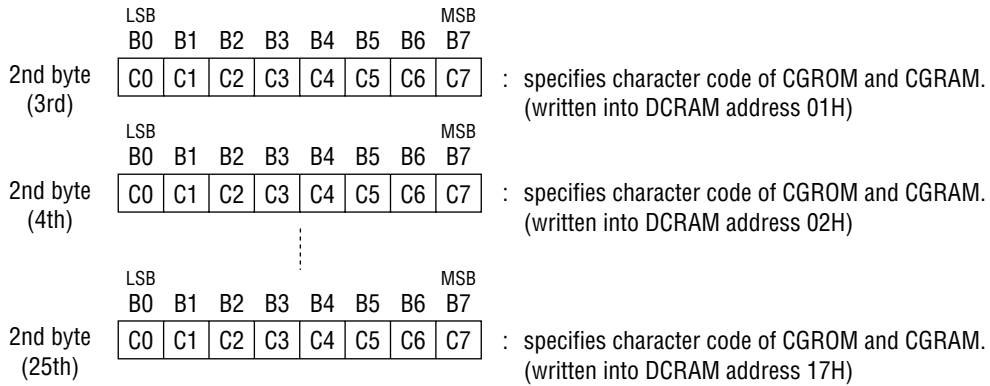 LSB MSB
B0 B1 B2 B3 B4 B5 B6 B7
2nd byte C0 C1 C2 C3 C4 C5 C6 C7 : specifies character code of CGROM and CGRAM.
(3rd) (written into DCRAM address 01H)
LSB MSB
B0 B1 B2 B3 B4 B5 B6 B7
2nd byte C0 C1 C2 C3 C4 C5 C6 C7 : specifies character code of CGROM and CGRAM.
(4th) (written into DCRAM address 02H)
LSB MSB
B0 B1 B2 B3 B4 B5 B6 B7
2nd byte C0 C1 C2 C3 C4 C5 C6 C7 : specifies character code of CGROM and CGRAM.
(25th) (written into DCRAM address 17H)